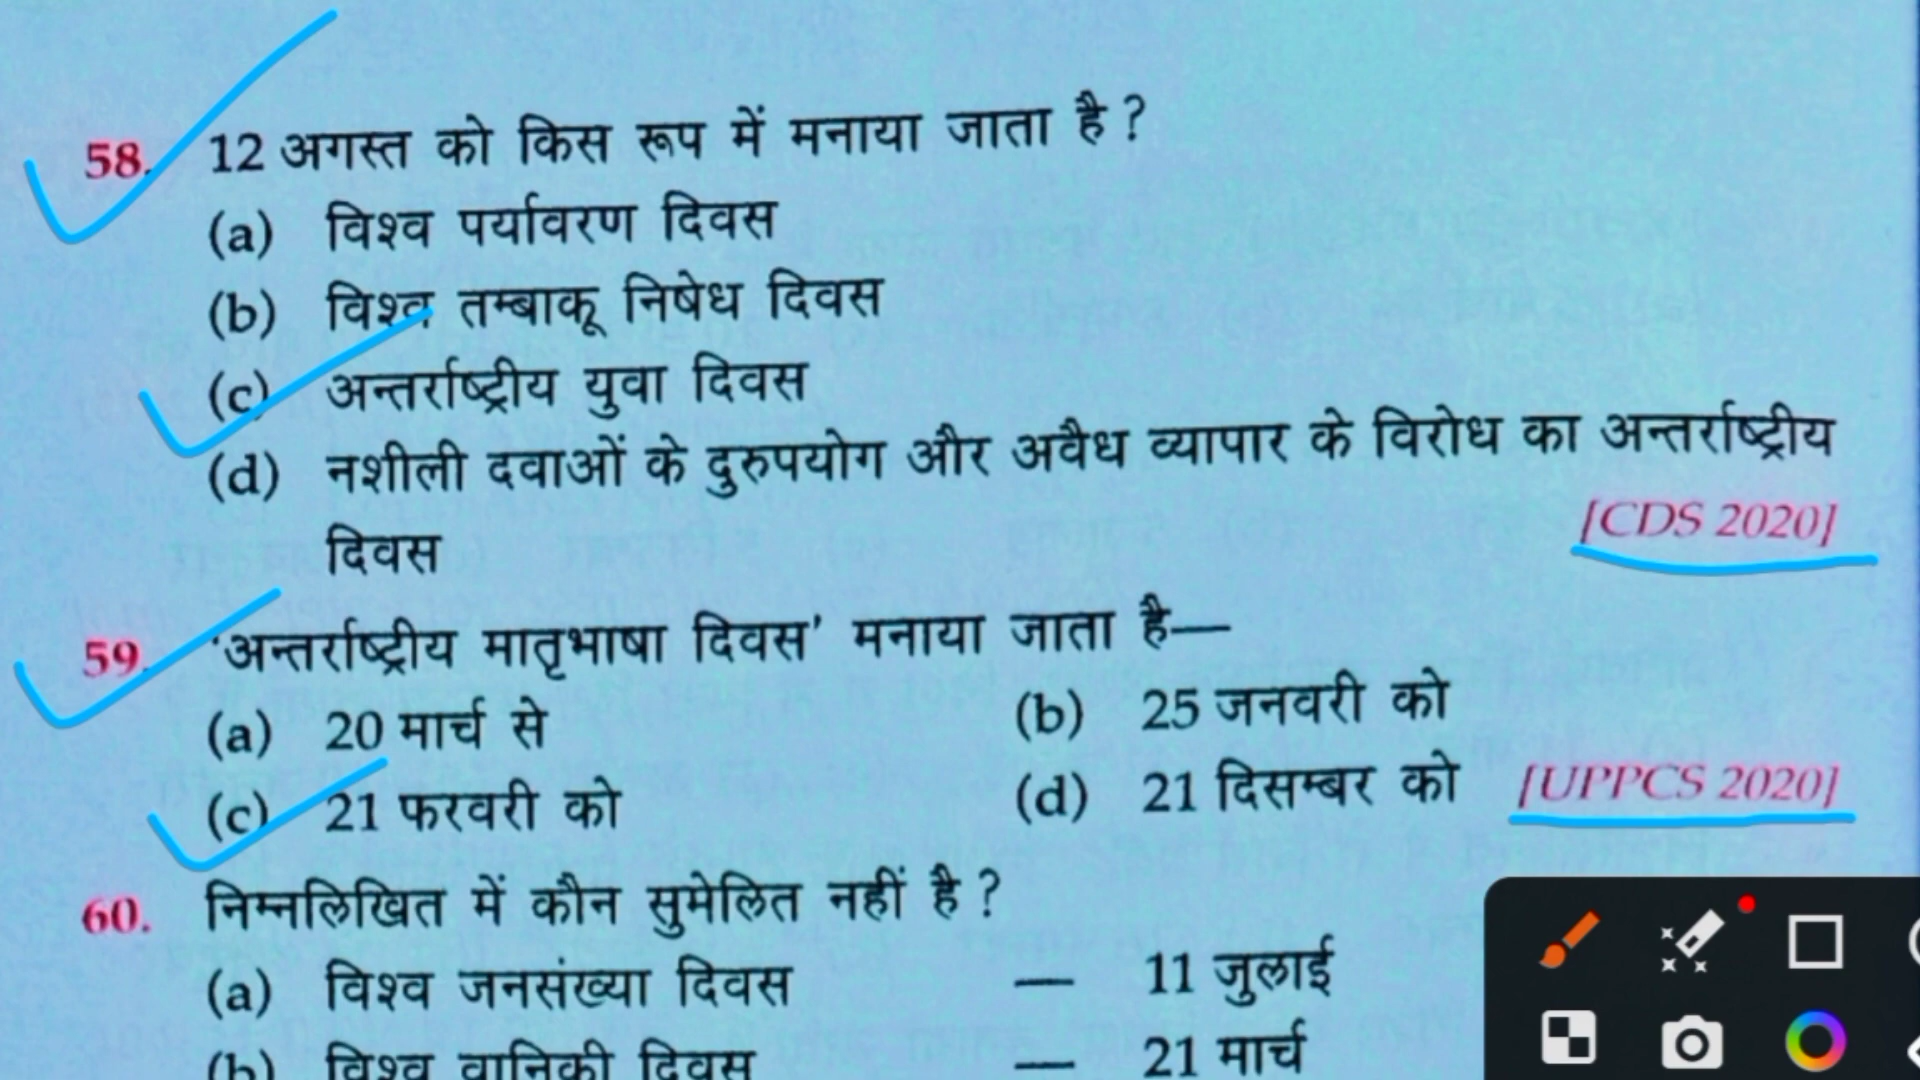 58. 12 अगस्त को किस रूप में मनाया जाता है ?
(a) विश्व पर्यावरण दिवस
(b) विश्व तम्बाकू निषेध दिवस
(c) अन्तर्राष्ट्रीय युवा दिवस
(d) नशीली दवाओं के दुरुपयोग और अवैध व्यापार के विरोध का अन्तर्राष्ट्रीय
दिवस [CDS 2020]
59. 'अन्तर्राष्ट्रीय मातृभाषा दिवस' मनाया जाता है—
(a) 20 मार्च से (b) 25 जनवरी को
(c) 21 फरवरी को (d) 21 दिसम्बर को [UPPCS 2020]
60. निम्नलिखित में कौन सुमेलित नहीं है ?
(a) विश्व जनसंख्या दिवस — 11 जुलाई
(b) विश्व वानिकी दिवस — 21 मार्च